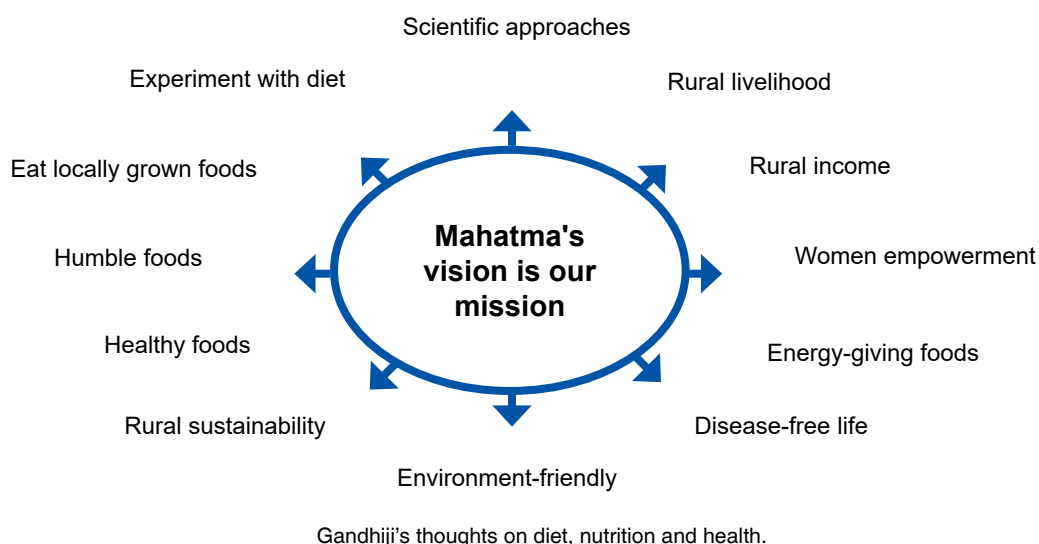 Scientific approaches
Experiment with diet
Rural livelihood
Eat locally grown foods
Rural income
Mahatma's
vision is our
mission
Humble foods
Women empowerment
Healthy foods
Energy-giving foods
Rural sustainability
Disease-free life
Environment-friendly
Gandhiji’s thoughts on diet, nutrition and health.